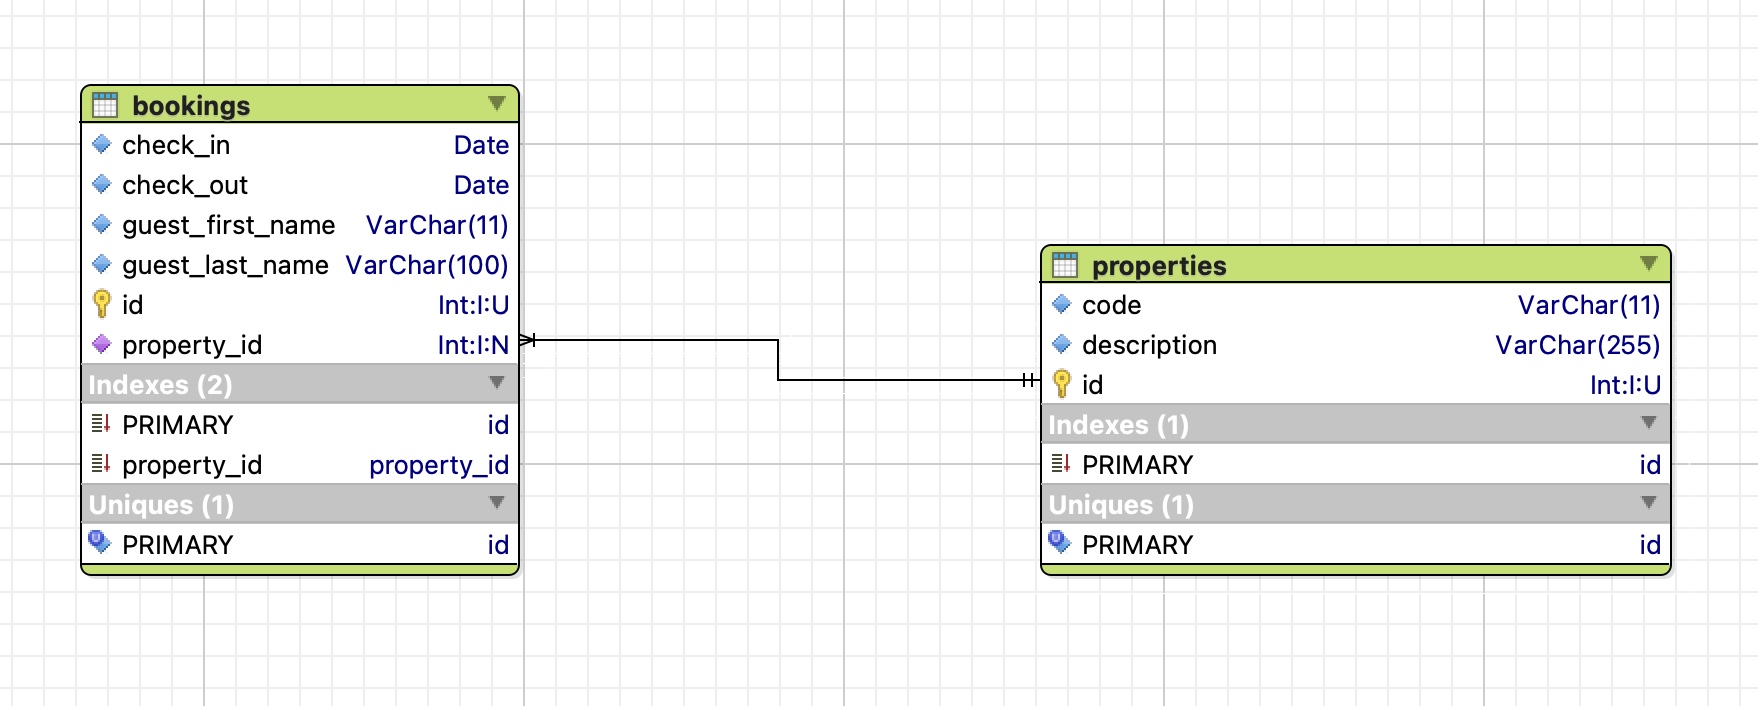 bookings
check_in Date
check_out Date
guest_first_name VarChar(11)
guest_last_name VarChar(100)
id Int:I:U
property_id Int:I:N
Indexes (2)
PRIMARY id
property_id property_id
Uniques (1)
PRIMARY id
properties
code VarChar(11)
description VarChar(255)
id Int:I:U
Indexes (1)
PRIMARY id
Uniques (1)
PRIMARY id